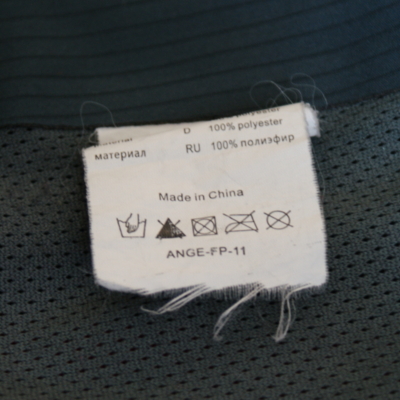 D 100% polyester
материал RU 100% полиэфир
Made in China
ANGE-FP-11